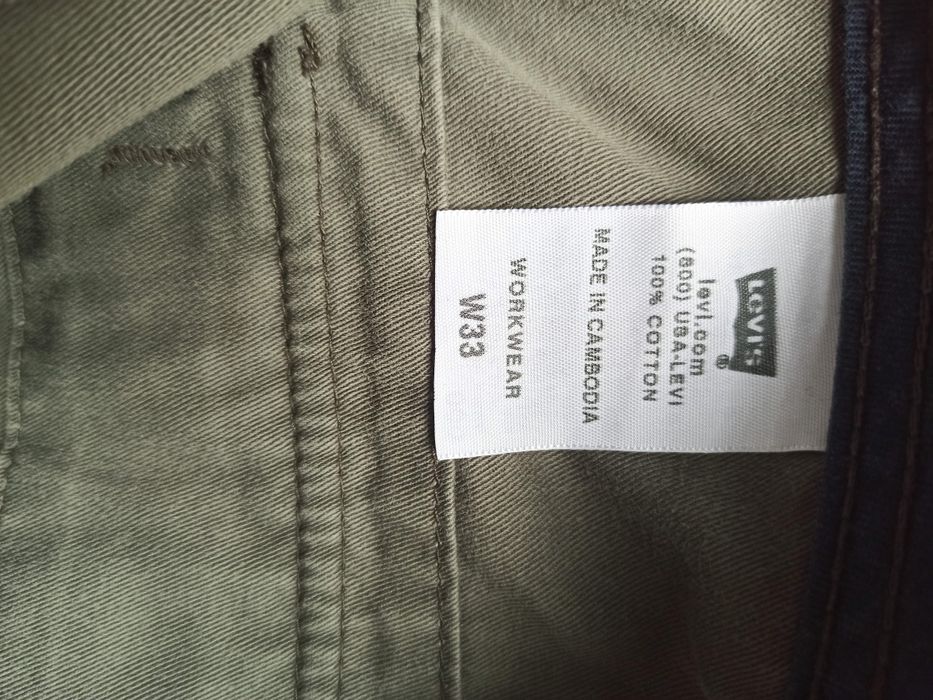 LEVI'S
®
levi.com
(800) USA-LEVI
100% COTTON
MADE IN CAMBODIA
WORKWEAR
W33